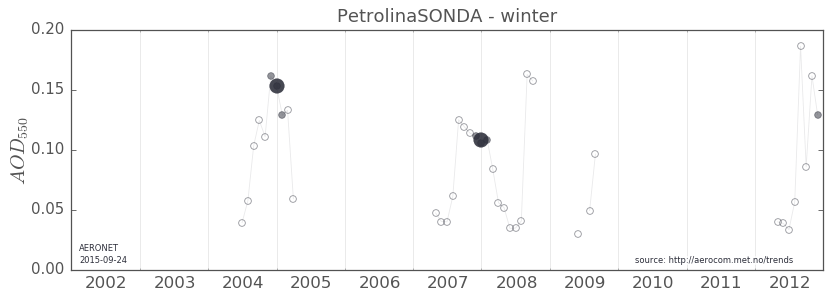 PetrolinaSONDA - winter
0.20
0.15
0.10
0.05
0.00
AOD550
AERONET
2015-09-24
source: http://aerocom.met.no/trends
2002 2003 2004 2005 2006 2007 2008 2009 2010 2011 2012